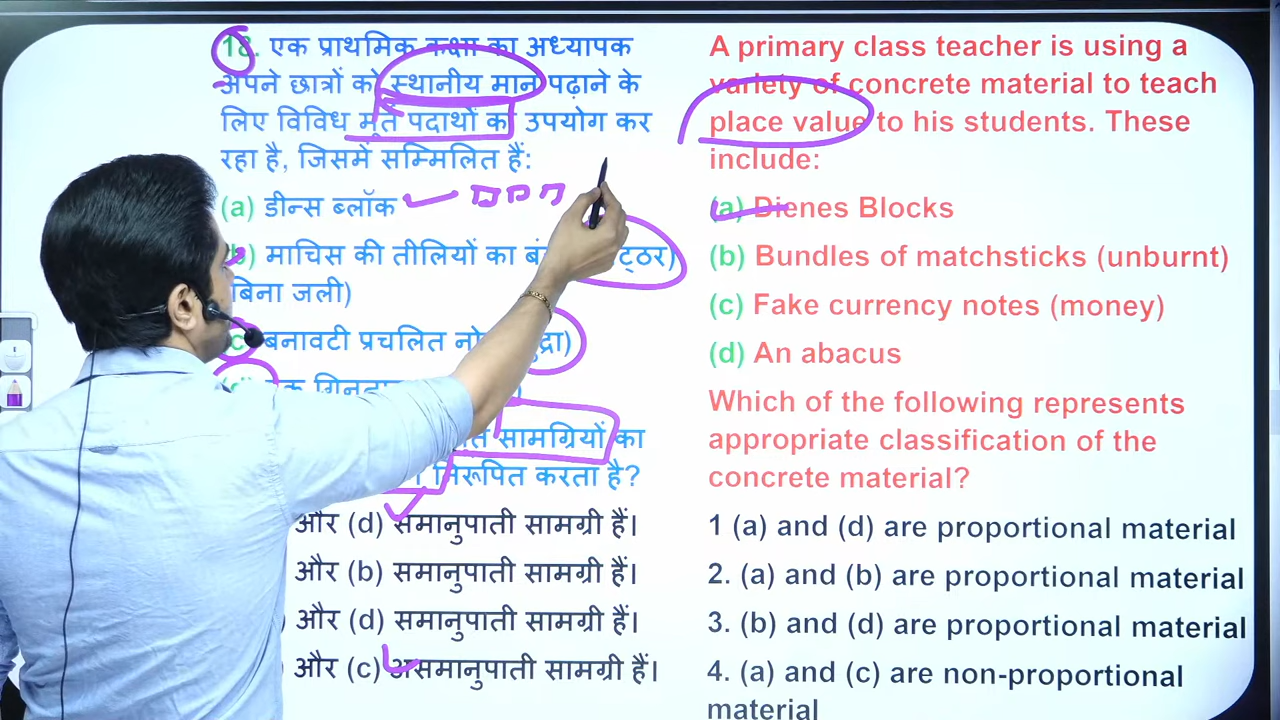 18. एक प्राथमिक कक्षा का अध्यापक
अपने छात्रों को स्थानीय मान पढ़ाने के
लिए विविध मूर्त पदार्थों का उपयोग कर
रहा है, जिसमें सम्मिलित हैं:
(a) डीन्स ब्लॉक
(b) माचिस की तीलियों का
बिना जली)
(c) बनावटी प्रचलित
(d)
सामग्रियों का
निरूपित करता है?
और (d) समानुपाती सामग्री हैं।
और (b) समानुपाती सामग्री हैं।
और (d) समानुपाती सामग्री हैं।
और (c) असमानुपाती सामग्री हैं।
A primary class teacher is using a
variety of concrete material to teach
place value to his students. These
include:
(a) Dienes Blocks
(b) Bundles of matchsticks (unburnt)
(c) Fake currency notes (money)
(d) An abacus
Which of the following represents
appropriate classification of the
concrete material?
1 (a) and (d) are proportional material
2. (a) and (b) are proportional material
3. (b) and (d) are proportional material
4. (a) and (c) are non-proportional
material